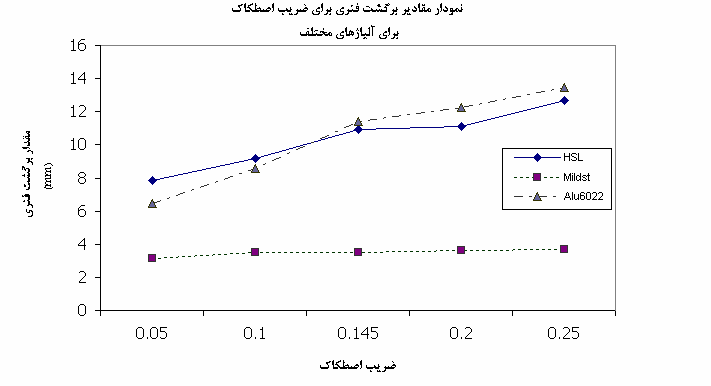 نمودار مقادیر برگشت فنری برای ضریب اصطکاک
برای آلیاژهای مختلف
16
14
12
10
8
6
4
2
0
مقدار برگشت فنری
(mm)
0.05 0.1 0.145 0.2 0.25
ضریب اصطکاک
HSL
Mildst
Alu6022